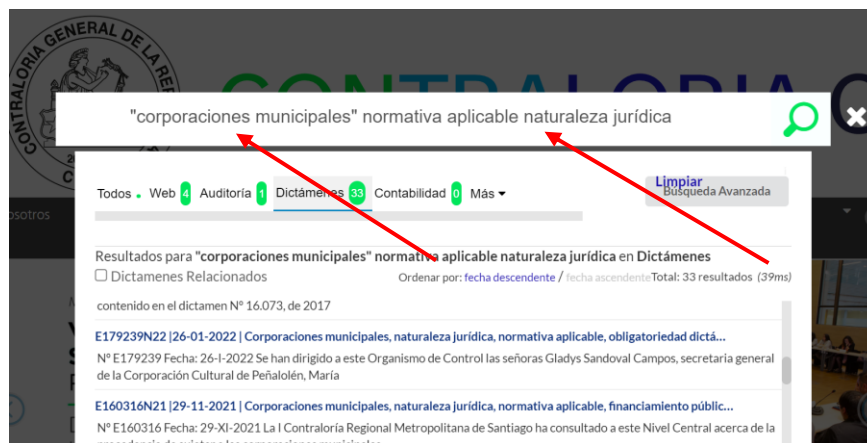 CONTRALORIA GENERAL DE LA REP
CONTRALORIA
"corporaciones municipales" normativa aplicable naturaleza jurídica
Todos Web 4 Auditoría 1 Dictámenes 33 Contabilidad 0 Más
Limpiar
Búsqueda Avanzada
osotros
Resultados para "corporaciones municipales" normativa aplicable naturaleza jurídica en Dictámenes
Dictamenes Relacionados
Ordenar por: fecha descendente / fecha ascendente Total: 33 resultados (39ms)
contenido en el dictamen Nº 16.073, de 2017
E179239N22 |26-01-2022 | Corporaciones municipales, naturaleza jurídica, normativa aplicable, obligatoriedad dictá...
Nº E179239 Fecha: 26-I-2022 Se han dirigido a este Organismo de Control las señoras Gladys Sandoval Campos, secretaria general
de la Corporación Cultural de Peñalolén, María
E160316N21 |29-11-2021 | Corporaciones municipales, naturaleza jurídica, normativa aplicable, financiamiento públic...
Nº E160316 Fecha: 29-XI-2021 La I Contraloría Regional Metropolitana de Santiago ha consultado a este Nivel Central acerca de la